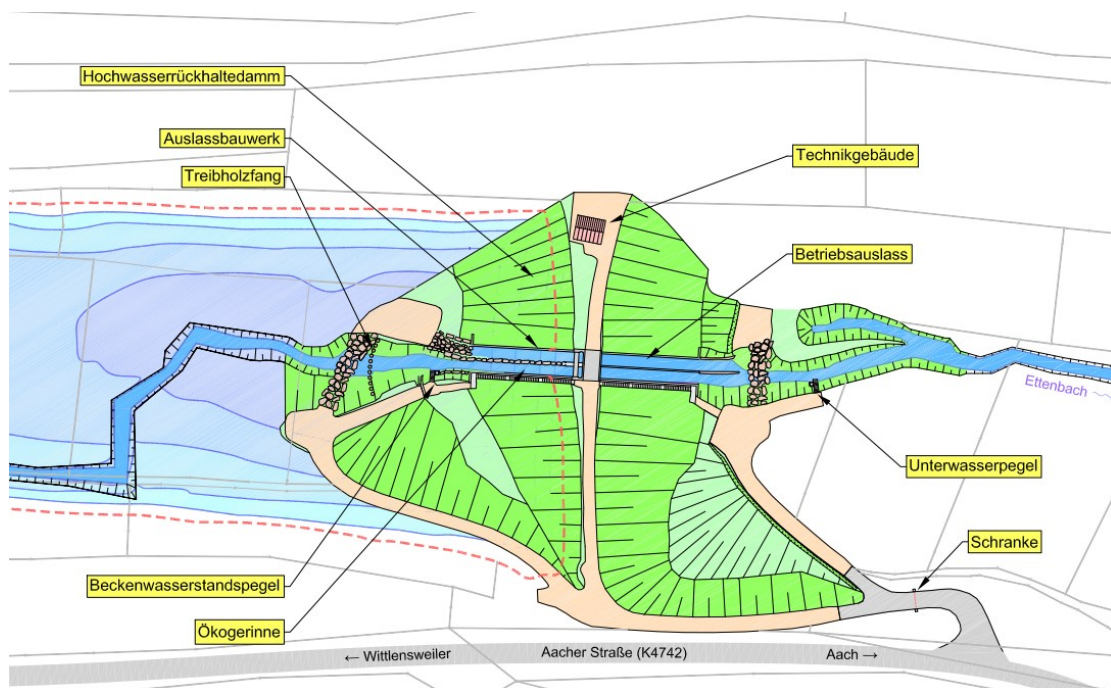 Hochwasserrückhaltedamm
Auslassbauwerk
Technikgebäude
Treibholzfang
Betriebsauslass
Ettenbach
Unterwasserpegel
Schranke
Beckenwasserstandspegel
Ökogerinne
← Wittlensweiler Aacher Straße (K4742) Aach →